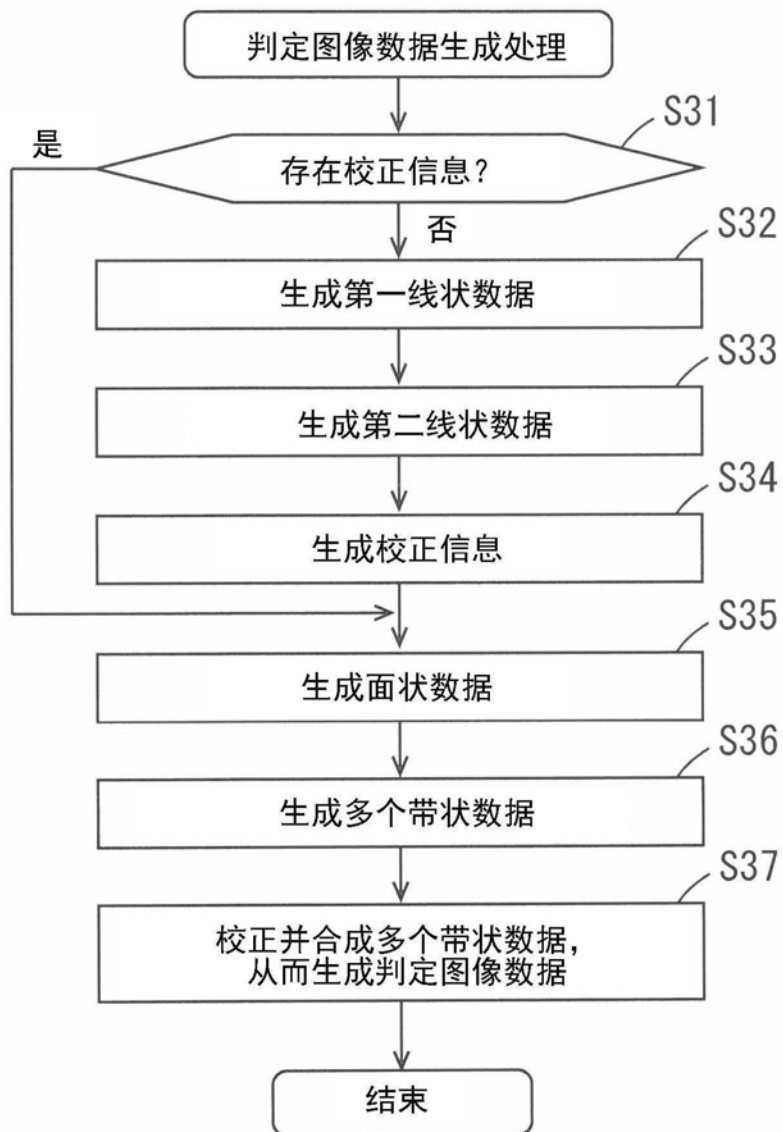 判定图像数据生成处理
S31
是
存在校正信息？
否
S32
生成第一线状数据
S33
生成第二线状数据
S34
生成校正信息
S35
生成面状数据
S36
生成多个带状数据
S37
校正并合成多个带状数据，
从而生成判定图像数据
结束